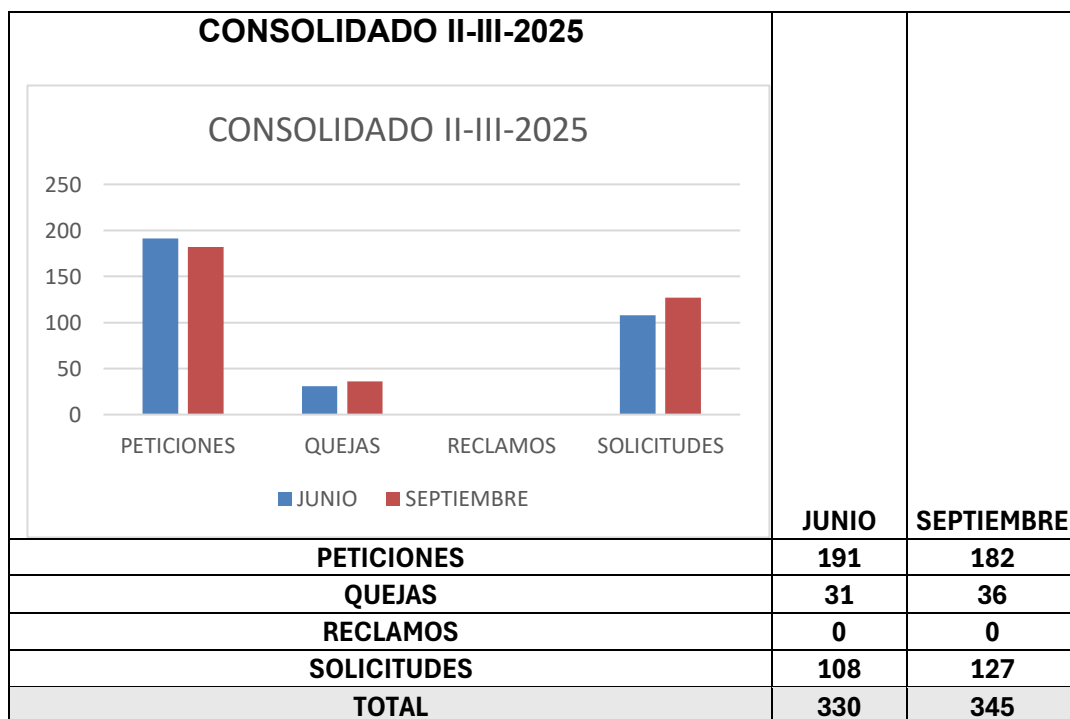 CONSOLIDADO II-III-2025
CONSOLIDADO II-III-2025
250
200
150
100
50
0
PETICIONES QUEJAS RECLAMOS SOLICITUDES
JUNIO SEPTIEMBRE
JUNIO SEPTIEMBRE
PETICIONES 191 182
QUEJAS 31 36
RECLAMOS 0 0
SOLICITUDES 108 127
TOTAL 330 345